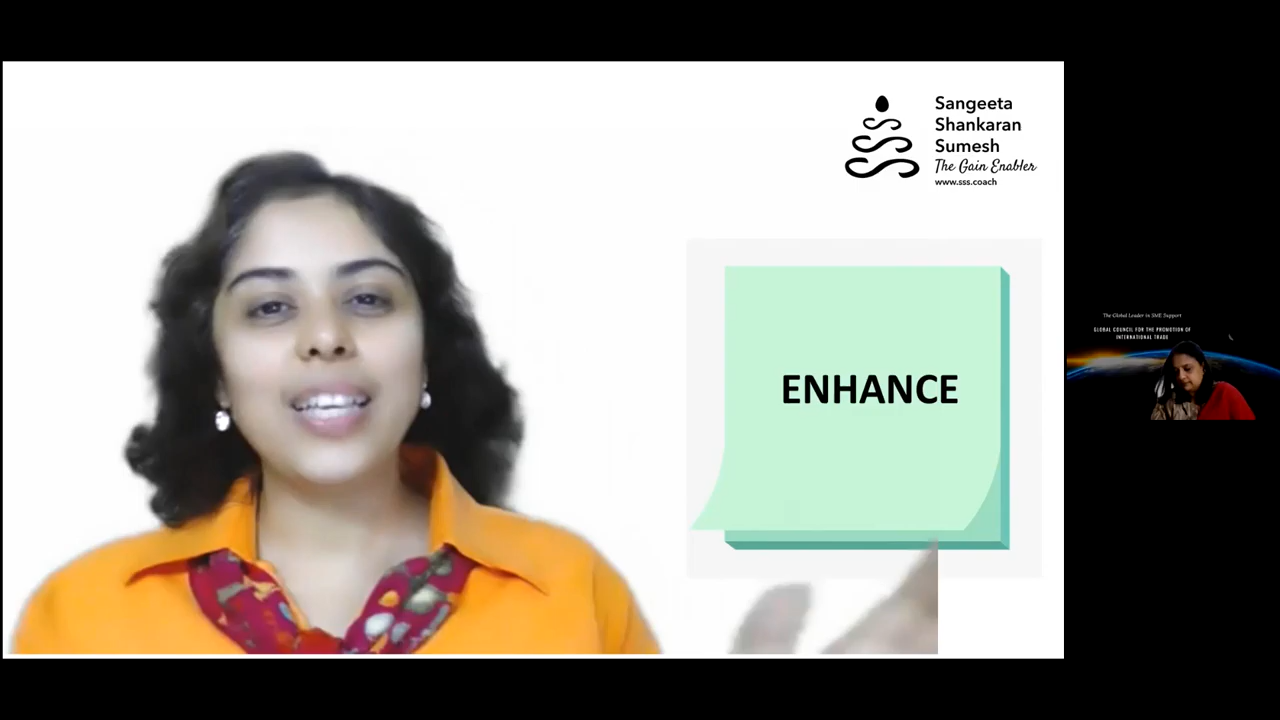 Sangeeta
Shankaran
Sumesh
The Gain Enabler
www.sss.coach
ENHANCE
The Global Leader in SME Support
GLOBAL COUNCIL FOR THE PROMOTION OF
INTERNATIONAL TRADE